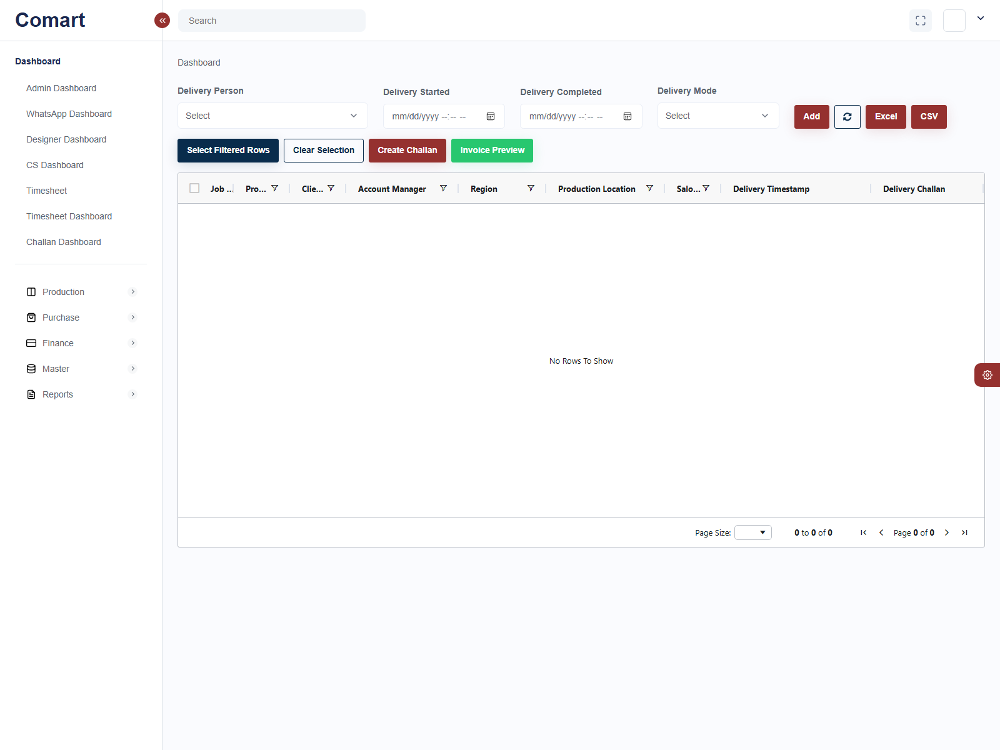 Comart
Search
Dashboard
Admin Dashboard
WhatsApp Dashboard
Designer Dashboard
CS Dashboard
Timesheet
Timesheet Dashboard
Challan Dashboard
Production
Purchase
Finance
Master
Reports
Dashboard
Delivery Person
Delivery Started
Delivery Completed
Delivery Mode
Select
mm/dd/yyyy --:-- --
mm/dd/yyyy --:-- --
Select
Add
Excel
CSV
Select Filtered Rows
Clear Selection
Create Challan
Invoice Preview
Job ... Pro... Clie... Account Manager Region Production Location Salo... Delivery Timestamp Delivery Challan
No Rows To Show
Page Size: 0 to 0 of 0 Page 0 of 0